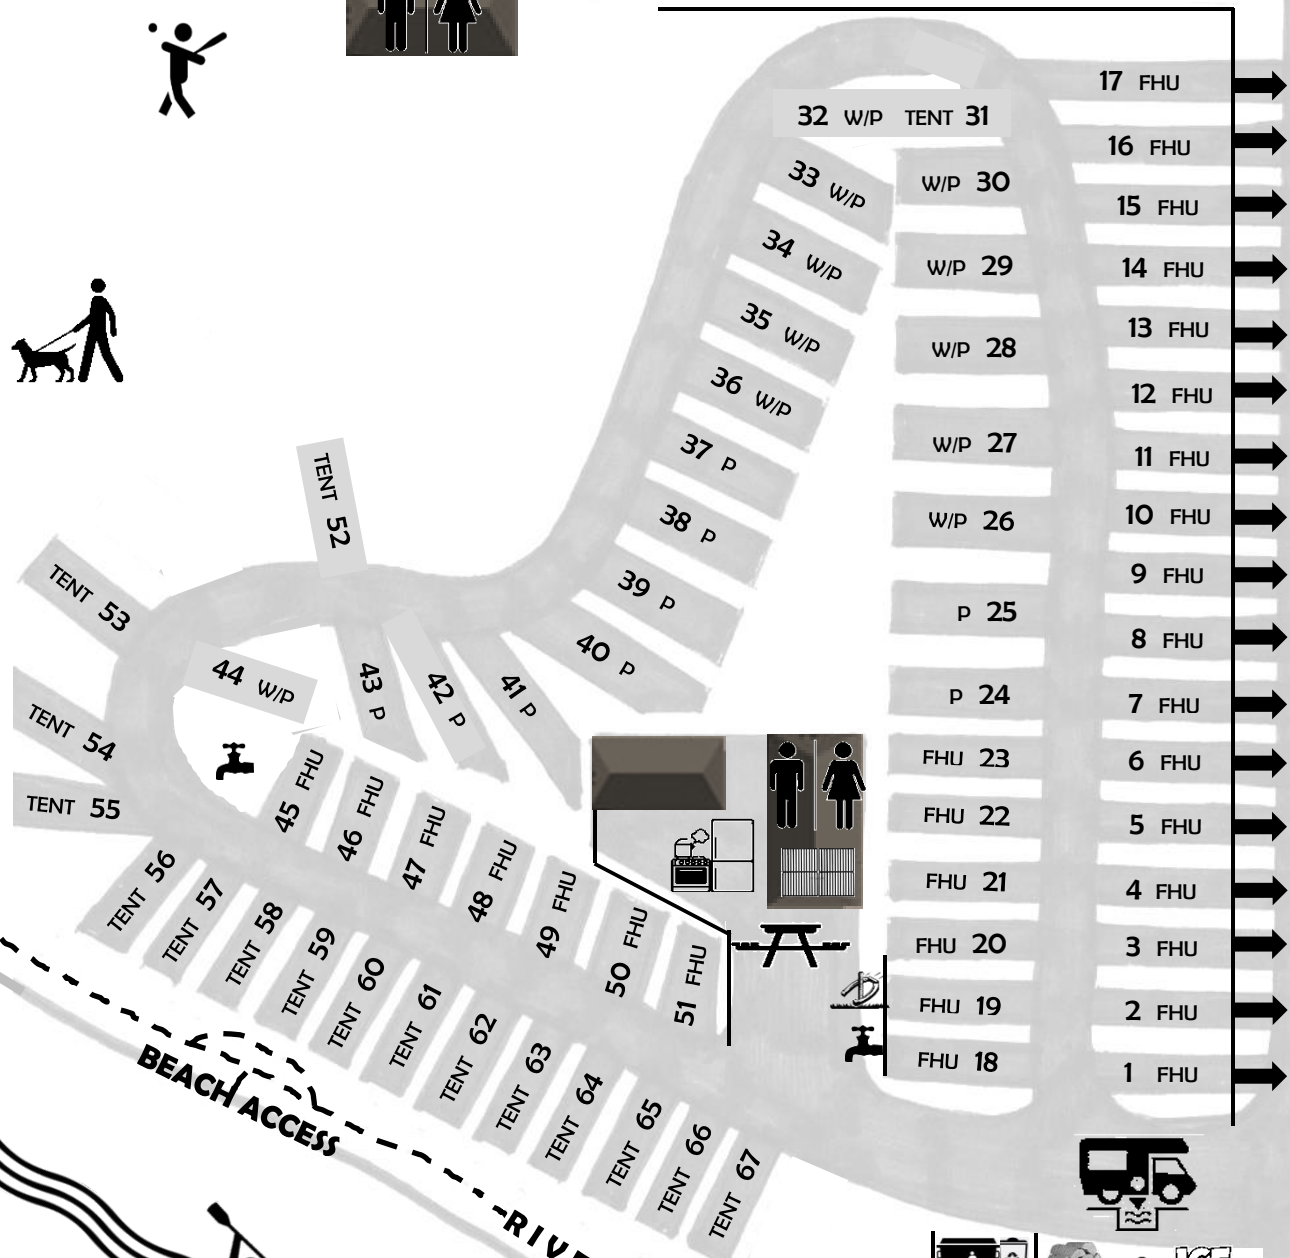 17 FHU
32 W/P TENT 31
16 FHU
33 W/P
W/P 30
15 FHU
34 W/P
W/P 29
14 FHU
35 W/P
W/P 28
13 FHU
36 W/P
12 FHU
37 P
W/P 27
11 FHU
38 P
W/P 26
10 FHU
39 P
9 FHU
40 P
P 25
8 FHU
41 P
42 P
43 P
44 W/P
TENT 52
TENT 53
TENT 54
TENT 55
P 24
7 FHU
FHU 23
6 FHU
FHU 22
5 FHU
FHU 21
4 FHU
FHU 20
3 FHU
FHU 19
2 FHU
FHU 18
1 FHU
45 FHU
46 FHU
47 FHU
48 FHU
49 FHU
50 FHU
51 FHU
TENT 56
TENT 57
TENT 58
TENT 59
TENT 60
TENT 61
TENT 62
TENT 63
TENT 64
TENT 65
TENT 66
TENT 67
BEACH ACCESS
RIVE
ICE